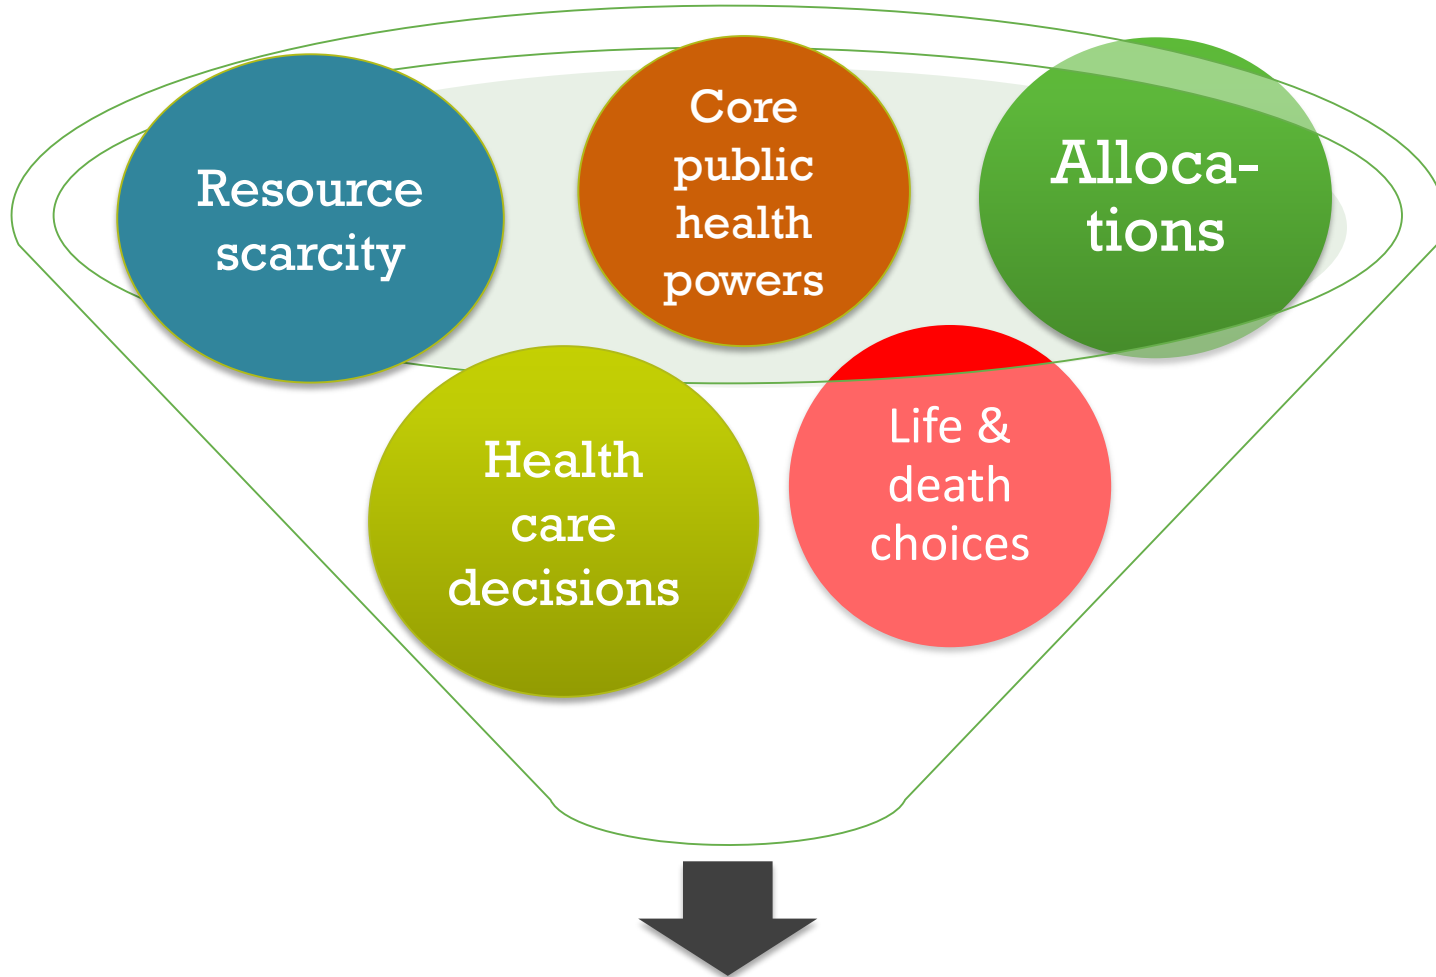 Resource
scarcity
Core
public
health
powers
Alloca-
tions
Health
care
decisions
Life &
death
choices